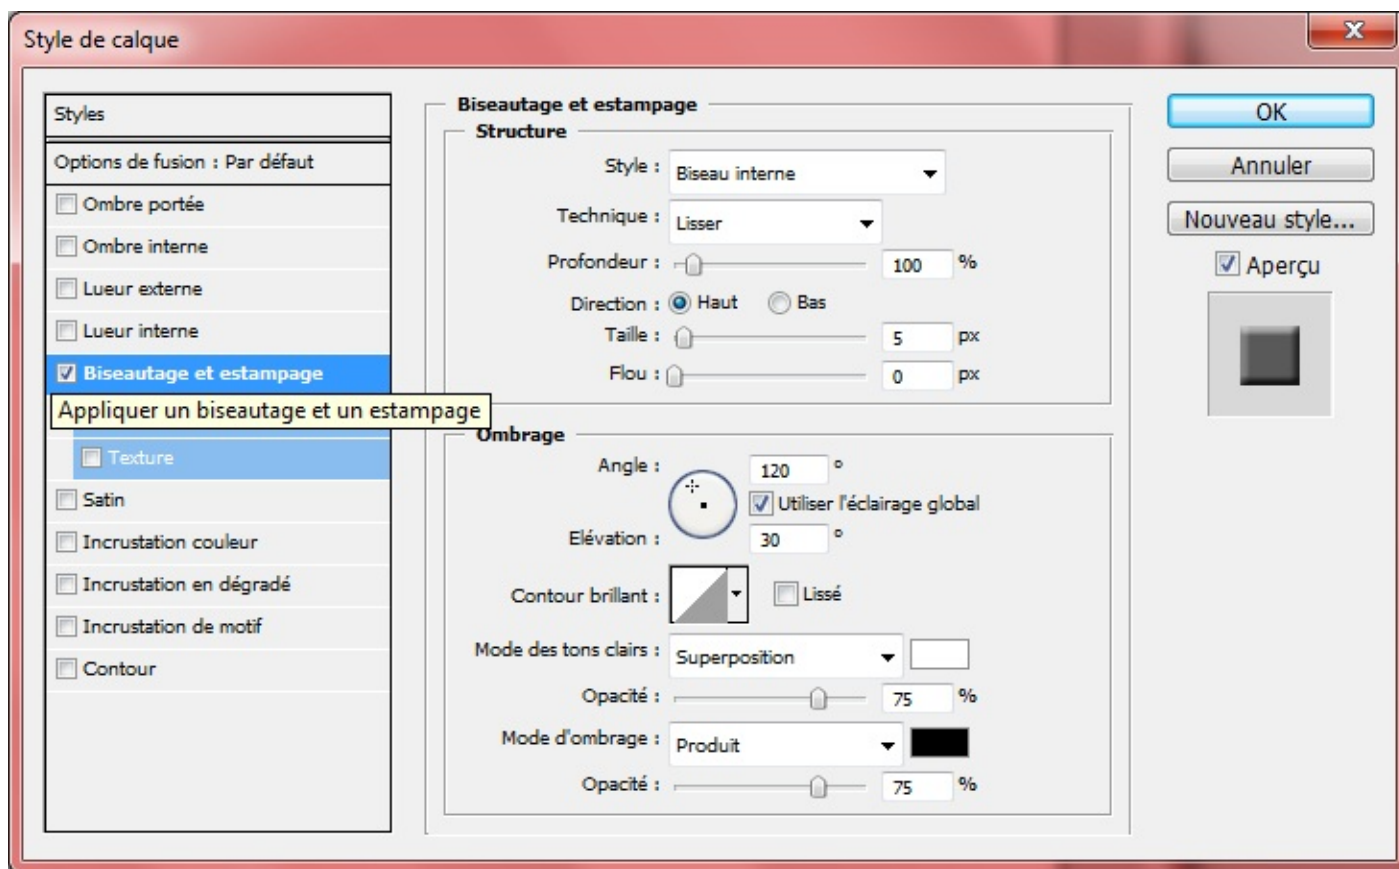 Style de calque
x
Styles
Options de fusion : Par défaut
Ombre portée
Ombre interne
Lueur externe
Lueur interne
Biseautage et estampage
Appliquer un biseautage et un estampage
Texture
Satin
Incrustation couleur
Incrustation en dégradé
Incrustation de motif
Contour
Biseautage et estampage
Structure
Style : Biseau interne
Technique : Lisser
Profondeur : 100 %
Direction : Haut Bas
Taille : 5 px
Flou : 0 px
Ombrage
Angle : 120 °
Utiliser l'éclairage global
Elévation : 30 °
Contour brillant : Lissé
Mode des tons clairs : Superposition
Opacité : 75 %
Mode d'ombrage : Produit
Opacité : 75 %
OK
Annuler
Nouveau style...
Aperçu